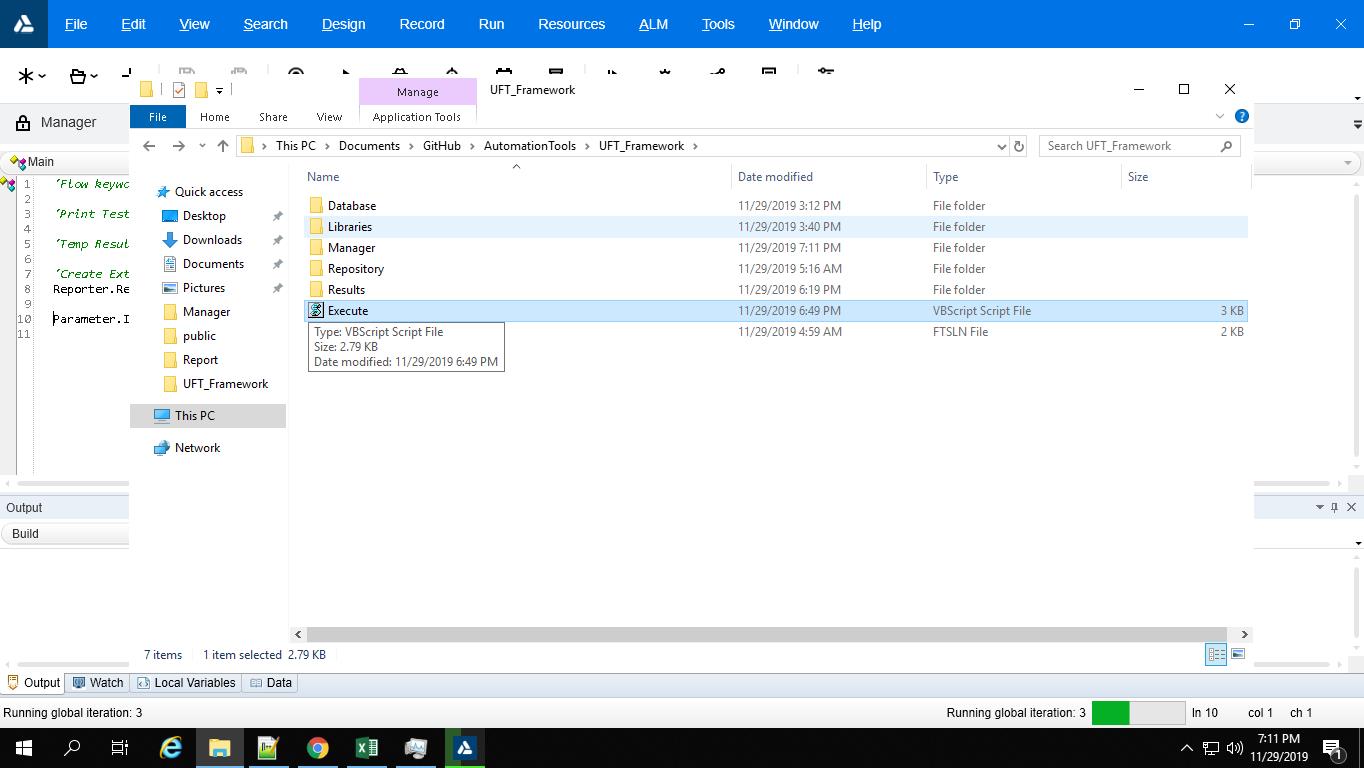 File Edit View Search Design Record Run Resources ALM Tools Window Help
Manage UFT_Framework
File Home Share View Application Tools
Manager
This PC Documents GitHub AutomationTools UFT_Framework Search UFT_Framework
Main
Name Date modified Type Size
Quick access
Desktop
Downloads
Documents
Pictures
Manager
public
Report
UFT_Framework
This PC
Network
Database 11/29/2019 3:12 PM File folder
Libraries 11/29/2019 3:40 PM File folder
Manager 11/29/2019 7:11 PM File folder
Repository 11/29/2019 5:16 AM File folder
Results 11/29/2019 6:19 PM File folder
Execute 11/29/2019 6:49 PM VBScript Script File 3 KB
11/29/2019 4:59 AM FTSLN File 2 KB
Type: VBScript Script File
Size: 2.79 KB
Date modified: 11/29/2019 6:49 PM
1 'Flow keywo
2
3 'Print Test
4
5 'Temp Resul
6
7 'Create Ext
8 Reporter.Re
9
10 Parameter.I
11
Output
Build
7 items 1 item selected 2.79 KB
Output Watch Local Variables Data
Running global iteration: 3 Running global iteration: 3 ln 10 col 1 ch 1
7:11 PM
11/29/2019
1